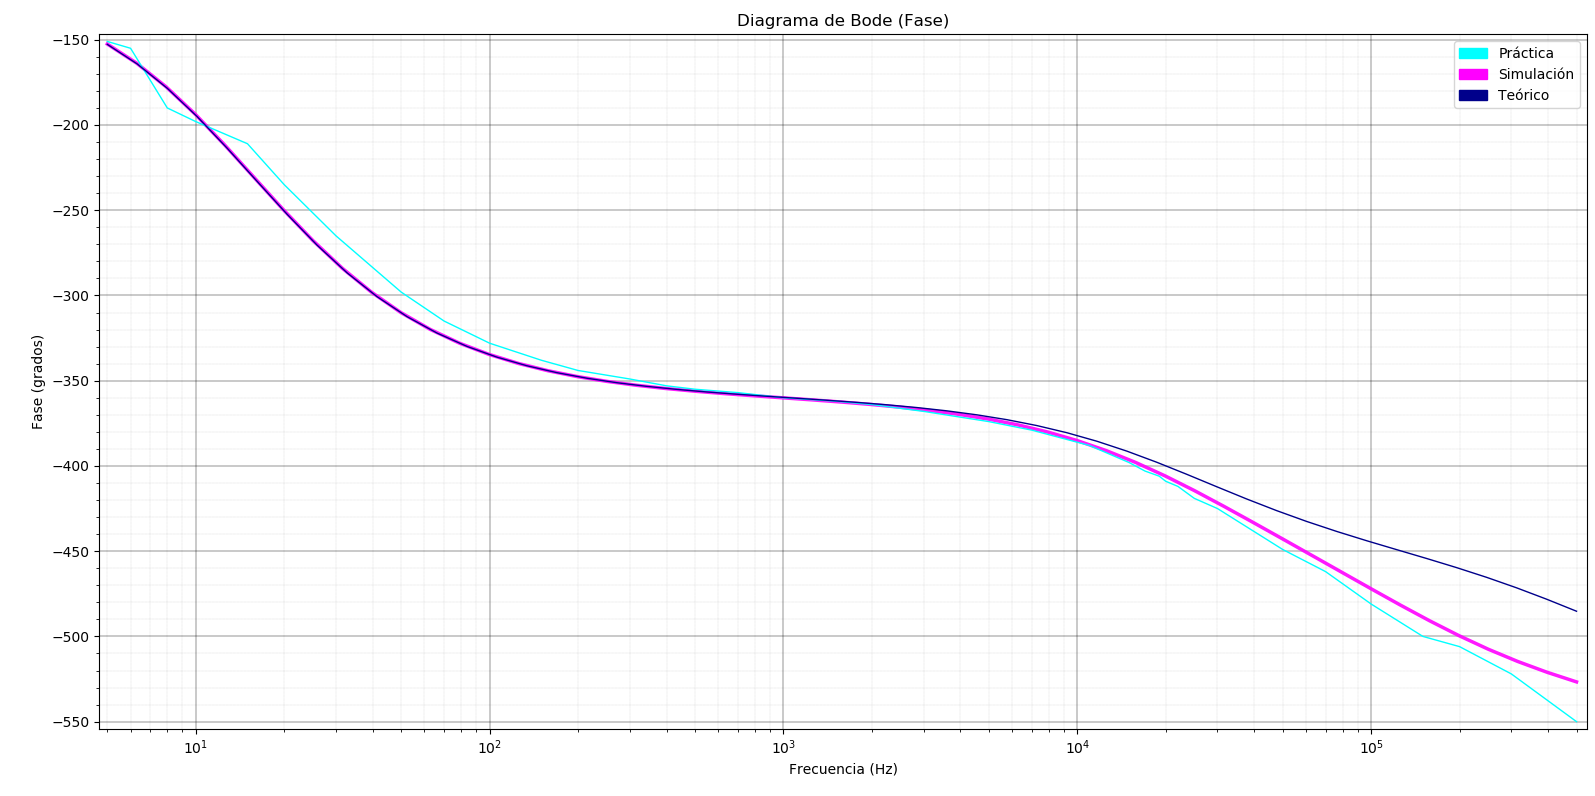 Diagrama de Bode (Fase)
Práctica
Simulación
Teórico
Fase (grados)
−150
−200
−250
−300
−350
−400
−450
−500
−550
10¹
10²
10³
10⁴
10⁵
Frecuencia (Hz)